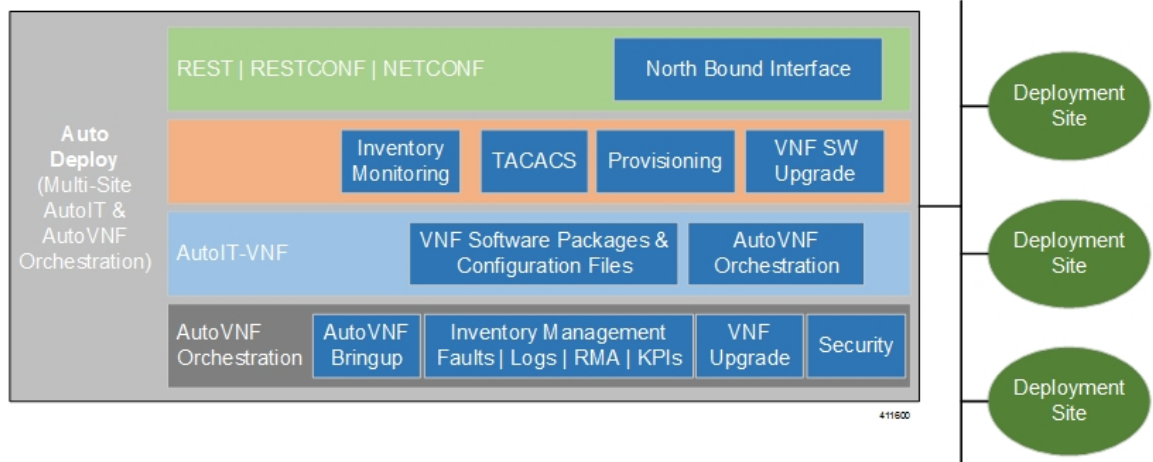 Auto
Deploy
(Multi-Site
AutoIT &
AutoVNF
Orchestration)
REST | RESTCONF | NETCONF
North Bound Interface
Inventory
Monitoring
TACACS
Provisioning
VNF SW
Upgrade
AutoIT-VNF
VNF Software Packages &
Configuration Files
AutoVNF
Orchestration
AutoVNF
Orchestration
AutoVNF
Bringup
Inventory Management
Faults | Logs | RMA | KPIs
VNF
Upgrade
Security
411600
Deployment
Site
Deployment
Site
Deployment
Site